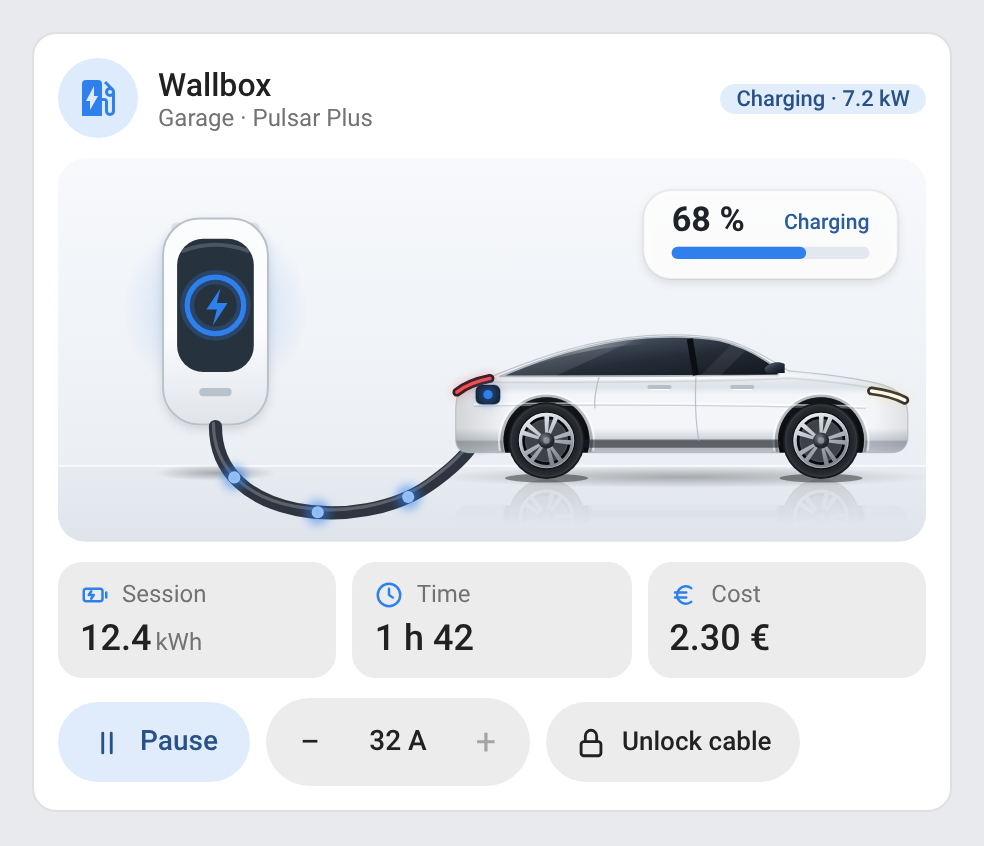 Wallbox
Garage · Pulsar Plus
Charging · 7.2 kW
68 % Charging
Session
12.4 kWh
Time
1 h 42
Cost
2.30 €
Pause
− 32 A +
Unlock cable